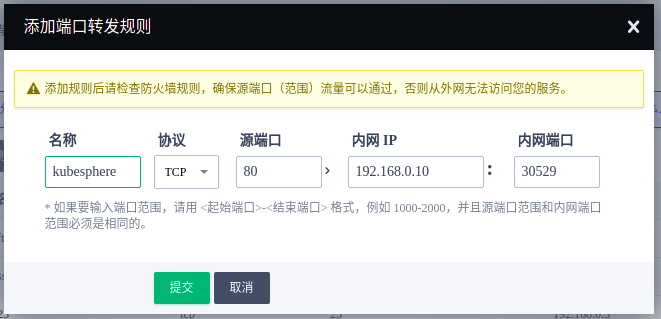 添加端口转发规则
添加规则后请检查防火墙规则，确保源端口（范围）流量可以通过，否则从外网无法访问您的服务。
名称 协议 源端口 内网 IP 内网端口
kubesphere TCP 80 › 192.168.0.10 : 30529
* 如果要输入端口范围，请用 <起始端口>-<结束端口> 格式，例如 1000-2000，并且源端口范围和内网端口
范围必须是相同的。
提交 取消